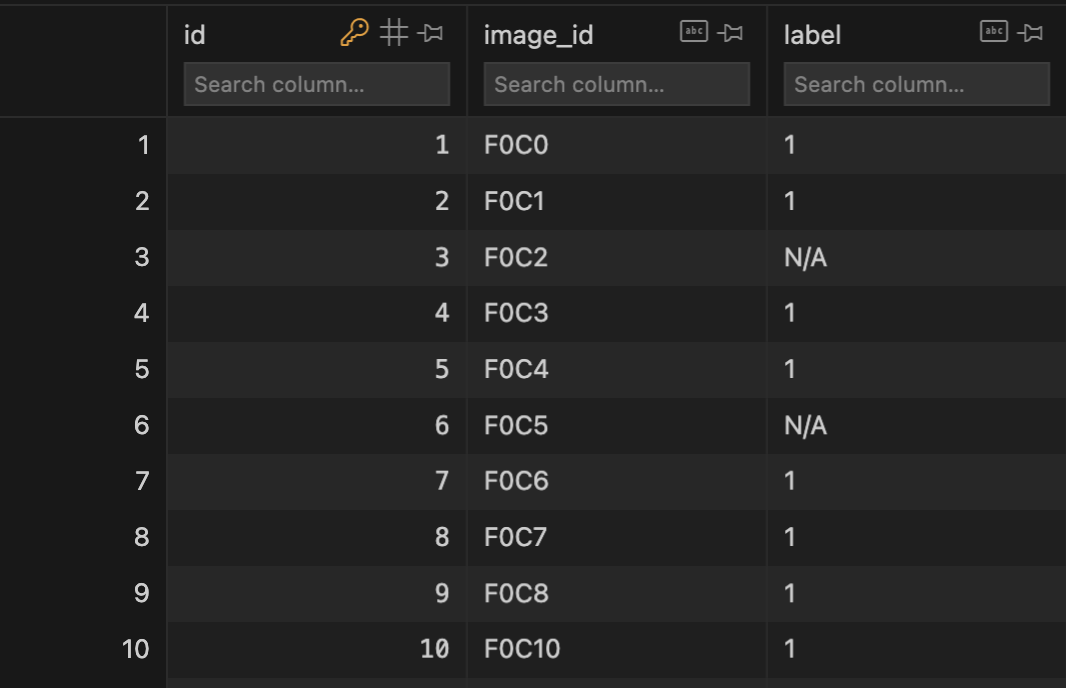 id image_id abc label abc
Search column... Search column... Search column...
1 1 F0C0 1
2 2 F0C1 1
3 3 F0C2 N/A
4 4 F0C3 1
5 5 F0C4 1
6 6 F0C5 N/A
7 7 F0C6 1
8 8 F0C7 1
9 9 F0C8 1
10 10 F0C10 1